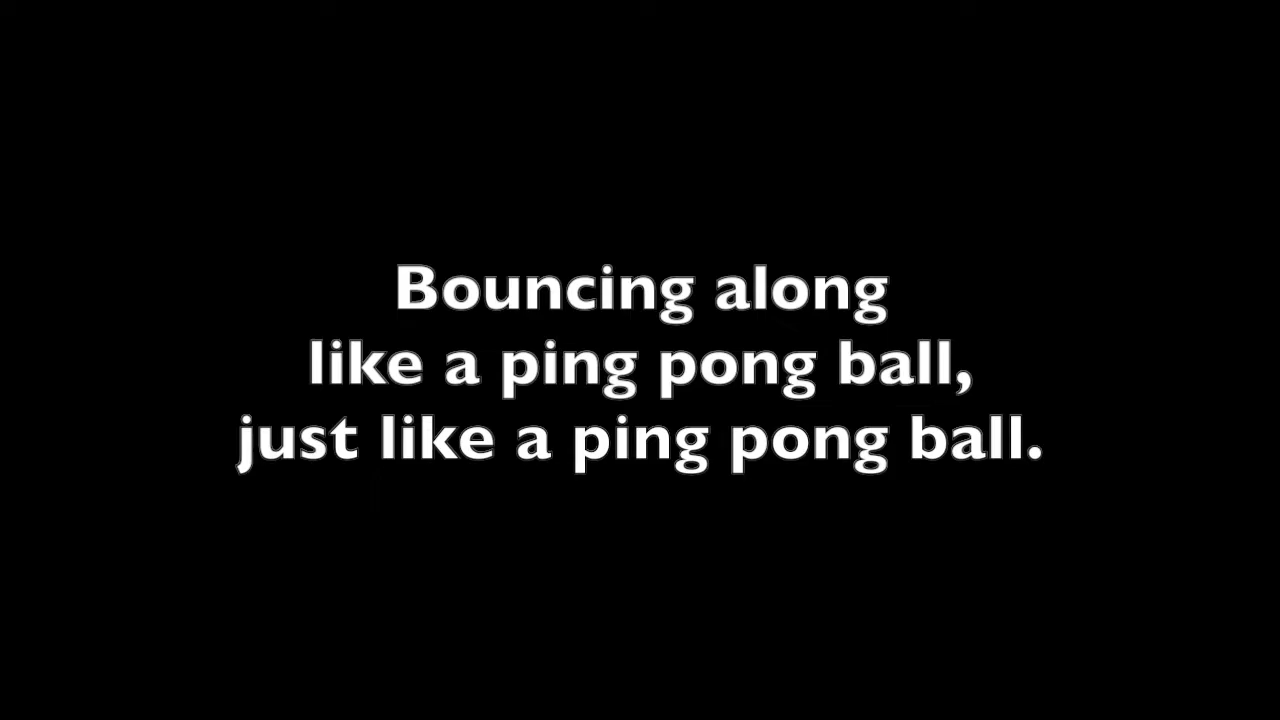 Bouncing along
like a ping pong ball,
just like a ping pong ball.